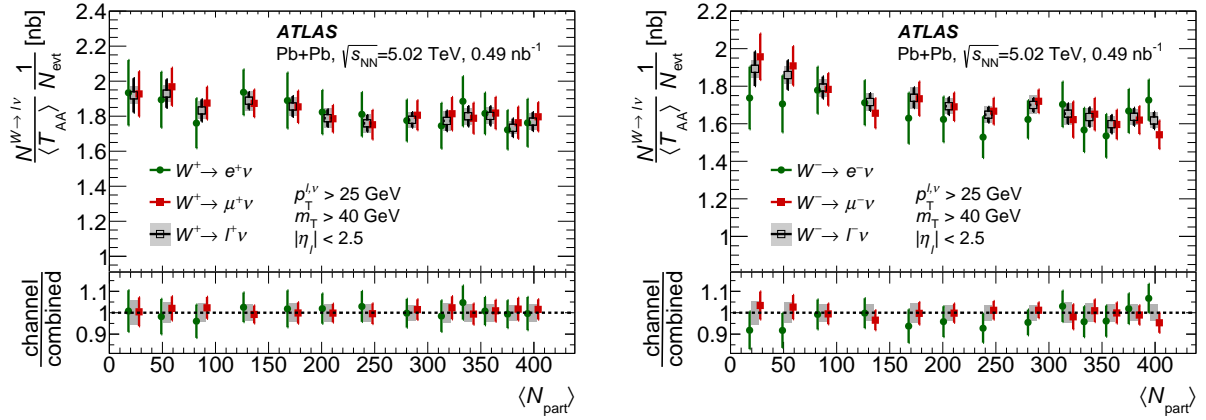 ATLAS
Pb+Pb, √s_NN=5.02 TeV, 0.49 nb⁻¹
N^{W→lν}/⟨T_AA⟩ 1/N_evt [nb]
2.4
2.2
2
1.8
1.6
1.4
1.2
1
W⁺→ e⁺ν
W⁺→ μ⁺ν
W⁺→ l⁺ν
p_T^{l,ν} > 25 GeV
m_T > 40 GeV
|η_l| < 2.5
channel
combined
1.1
1
0.9
0 50 100 150 200 250 300 350 400
⟨N_part⟩
ATLAS
Pb+Pb, √s_NN=5.02 TeV, 0.49 nb⁻¹
N^{W→lν}/⟨T_AA⟩ 1/N_evt [nb]
2.2
2
1.8
1.6
1.4
1.2
1
W⁻→ e⁻ν
W⁻→ μ⁻ν
W⁻→ l⁻ν
p_T^{l,ν} > 25 GeV
m_T > 40 GeV
|η_l| < 2.5
channel
combined
1.1
1
0.9
0 50 100 150 200 250 300 350 400
⟨N_part⟩